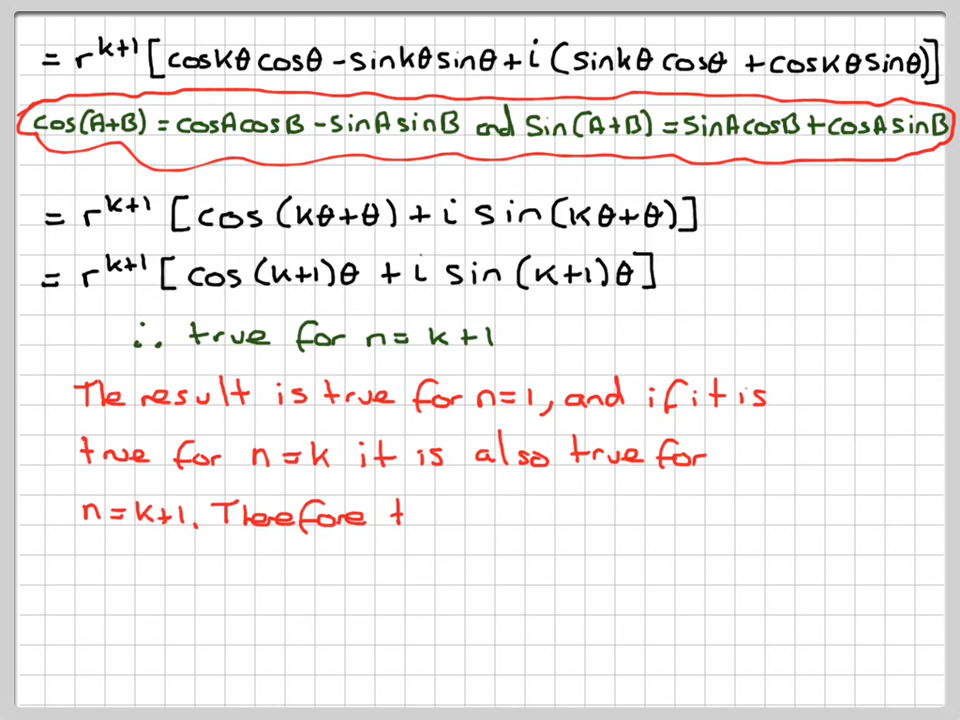 = r^{k+1} [cos kθ cos θ - sin kθ sin θ + i (sin kθ cos θ + cos kθ sin θ)]
cos(A+B) = cosA cosB - sinA sinB and Sin(A+B) = sinA cosB + cosA sinB
= r^{k+1} [cos (kθ+θ) + i sin (kθ+θ)]
= r^{k+1} [cos (k+1)θ + i sin (k+1)θ]
∴ true for n = k+1
The result is true for n=1, and if it is
true for n = k it is also true for
n = k+1. Therefore t